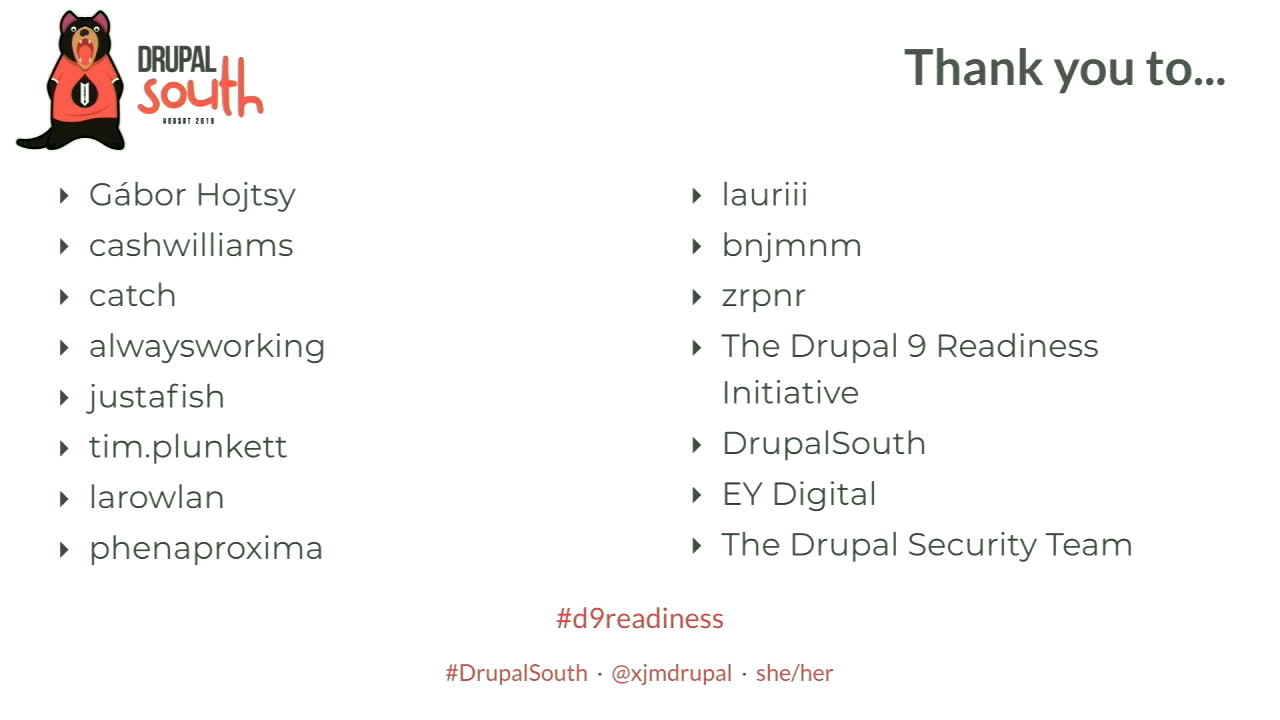 DRUPAL
south
HOBART 2019
Thank you to...
Gábor Hojtsy
cashwilliams
catch
alwaysworking
justafish
tim.plunkett
larowlan
phenaproxima
lauriii
bnjmnm
zrpnr
The Drupal 9 Readiness
Initiative
DrupalSouth
EY Digital
The Drupal Security Team
#d9readiness
#DrupalSouth · @xjmdrupal · she/her